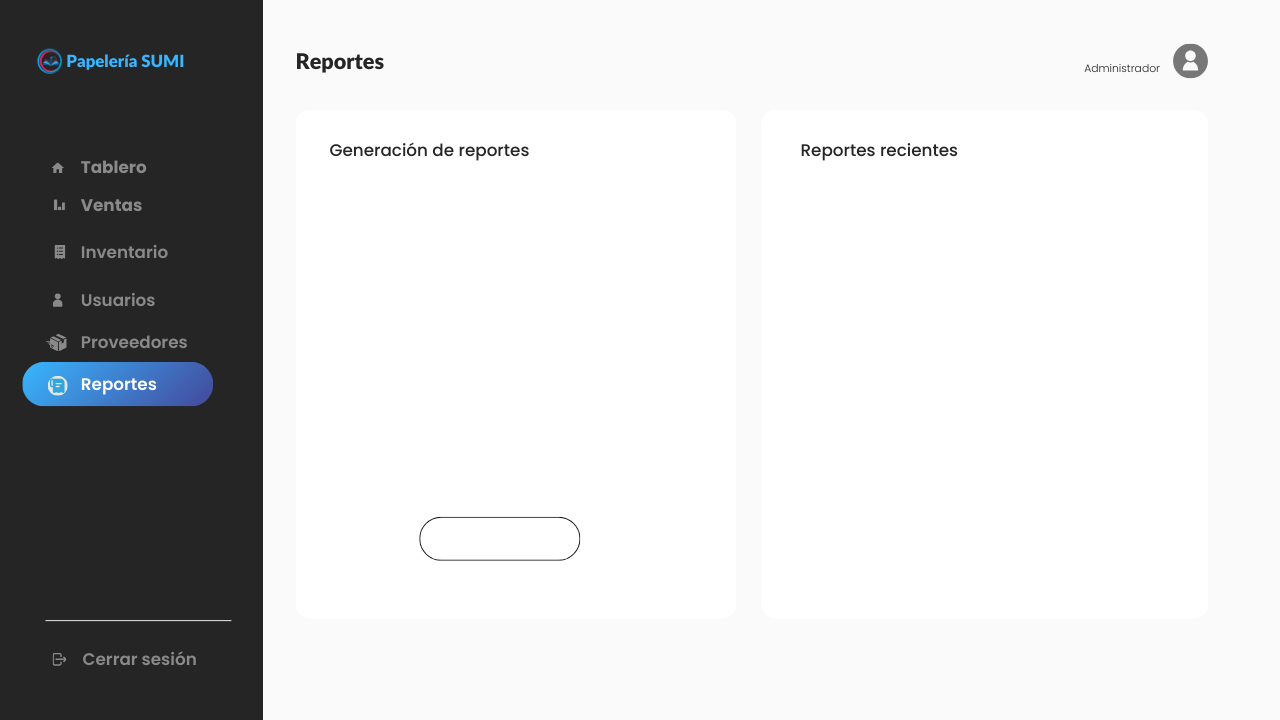 Papelería SUMI
Reportes
Administrador
Tablero
Ventas
Inventario
Usuarios
Proveedores
Reportes
Cerrar sesión
Generación de reportes
Reportes recientes